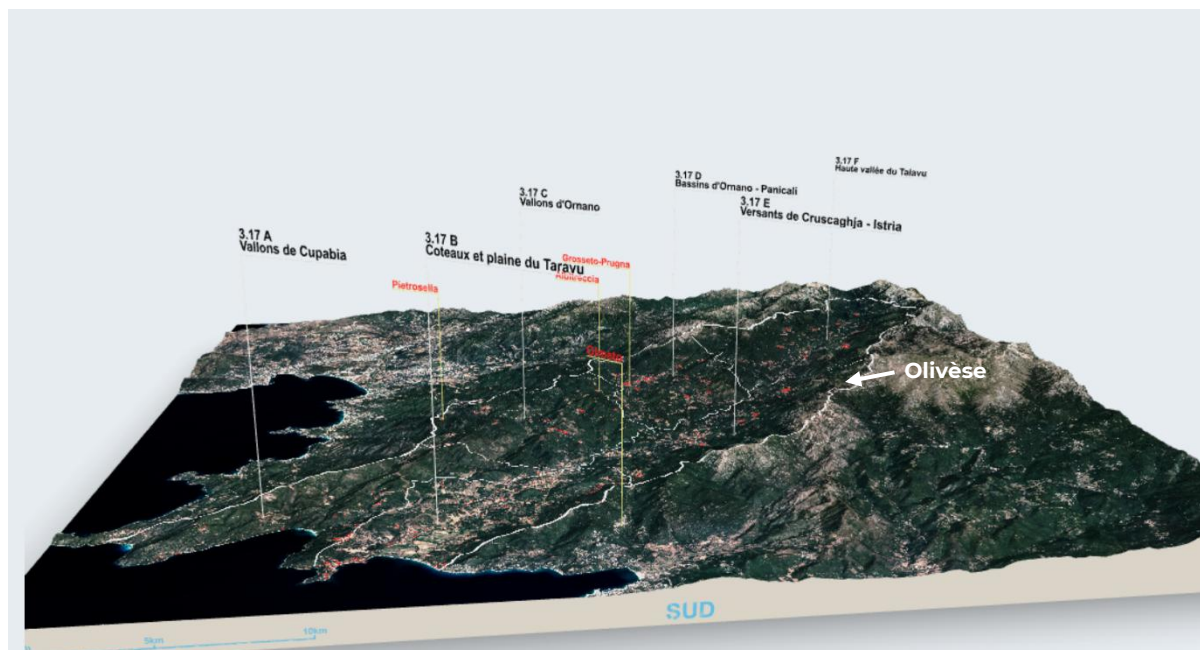 3.17 F
Haute vallée du Talavu
3.17 D
Bassins d'Ornano - Panicali
3.17 C
Vallons d'Ornano
3.17 E
Versants de Cruscaghja - Istria
3.17 A
Vallons de Cupabia
3.17 B
Coteaux et plaine du Taravu
Grosseto-Prugna
Pietrosella
Olivèse
SUD
5km
10km